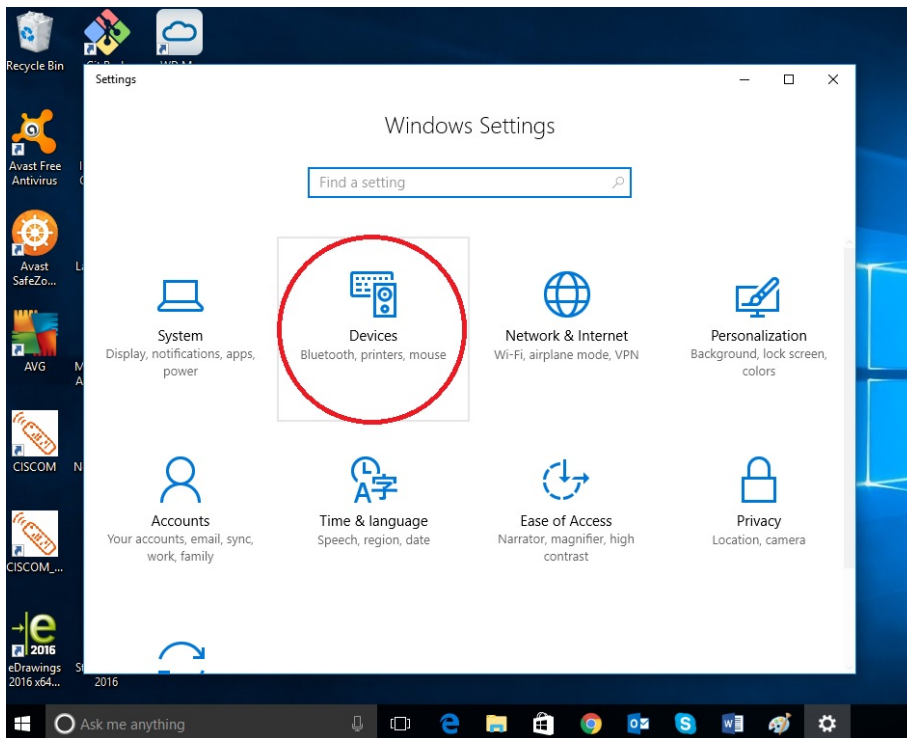 Recycle Bin
Settings
Windows Settings
Find a setting
Avast Free
Antivirus
Avast
SafeZo...
AVG
CISCOM
CISCOM_...
e
2016
eDrawings
2016 x64...
2016
System
Display, notifications, apps,
power
Devices
Bluetooth, printers, mouse
Network & Internet
Wi-Fi, airplane mode, VPN
Personalization
Background, lock screen,
colors
A字
Accounts
Your accounts, email, sync,
work, family
Time & language
Speech, region, date
Ease of Access
Narrator, magnifier, high
contrast
Privacy
Location, camera
Ask me anything